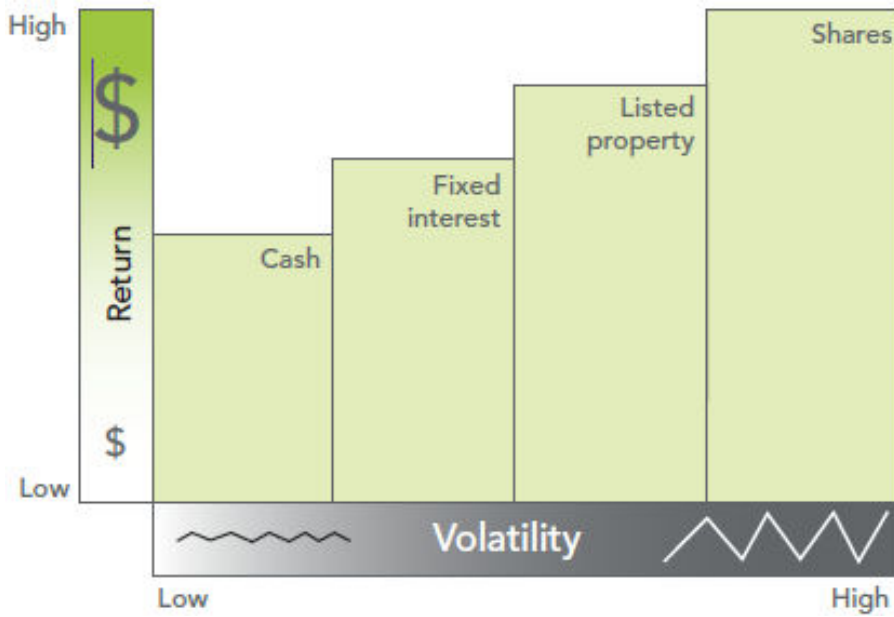 High
Shares
$
Listed
property
Fixed
interest
Return
Cash
$
Low
Volatility
Low
High